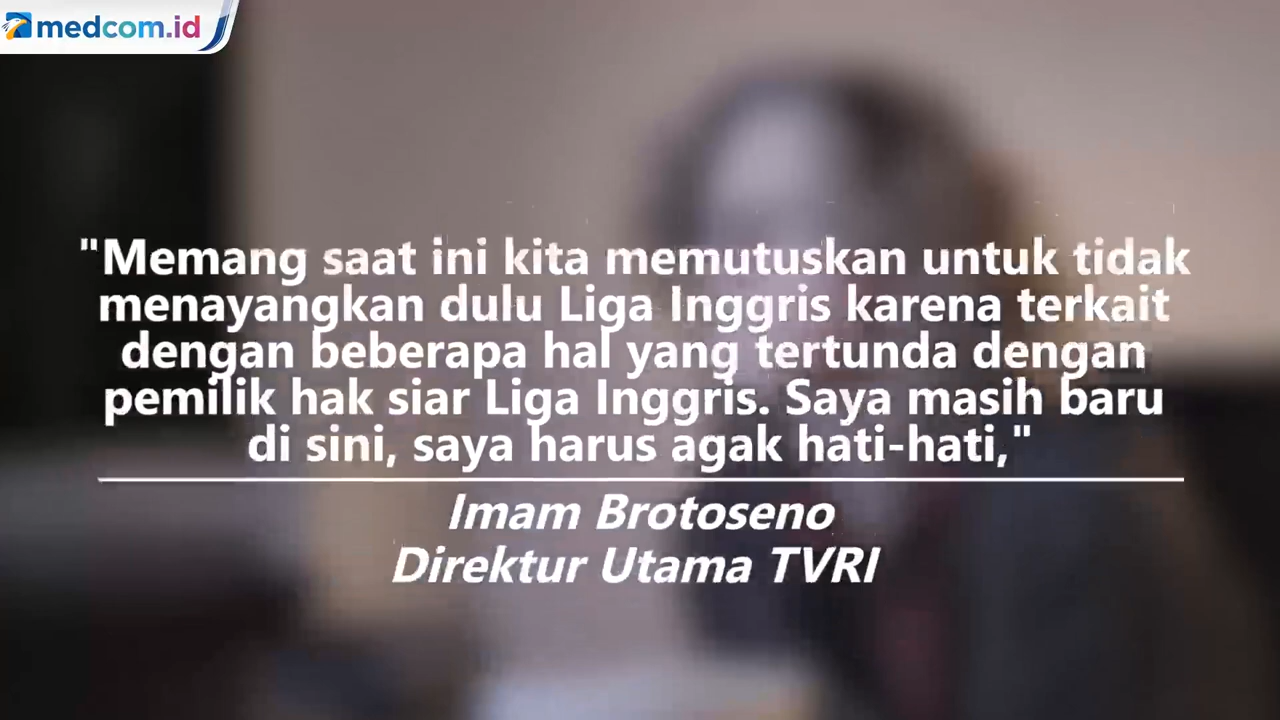 medcom.id
"Memang saat ini kita memutuskan untuk tidak
menayangkan dulu Liga Inggris karena terkait
dengan beberapa hal yang tertunda dengan
pemilik hak siar Liga Inggris. Saya masih baru
di sini, saya harus agak hati-hati,"
Imam Brotoseno
Direktur Utama TVRI